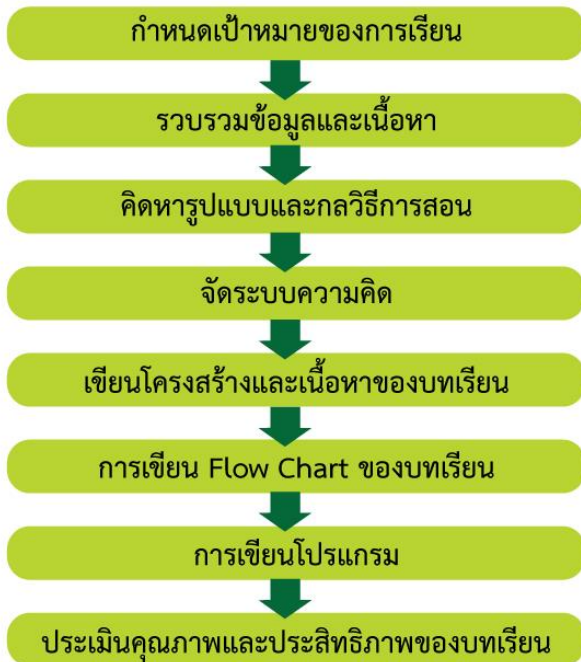 กำหนดเป้าหมายของการเรียน
รวบรวมข้อมูลและเนื้อหา
คิดหารูปแบบและกลวิธีการสอน
จัดระบบความคิด
เขียนโครงสร้างและเนื้อหาของบทเรียน
การเขียน Flow Chart ของบทเรียน
การเขียนโปรแกรม
ประเมินคุณภาพและประสิทธิภาพของบทเรียน